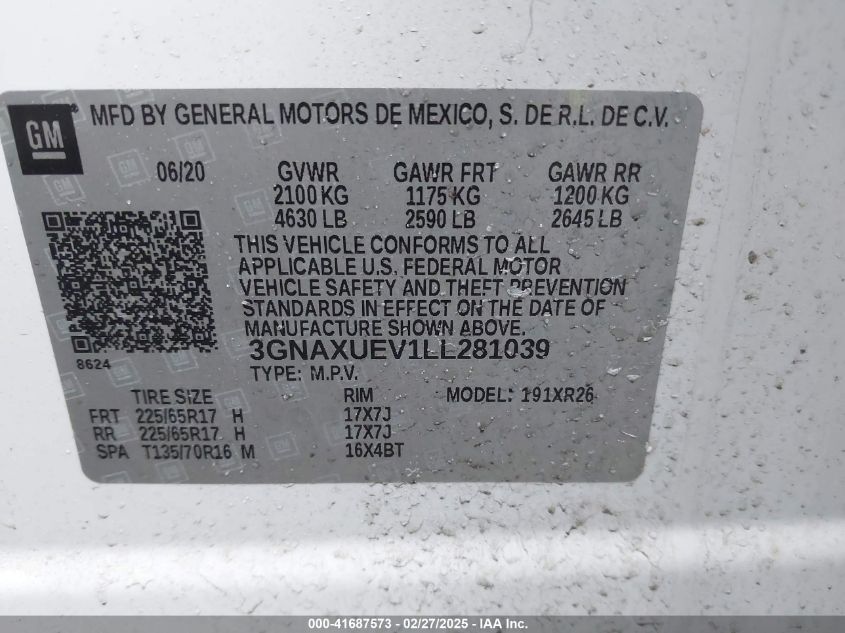 GM
MFD BY GENERAL MOTORS DE MEXICO, S. DE R.L. DE C.V.
06/20 GVWR GAWR FRT GAWR RR
2100 KG 1175 KG 1200 KG
4630 LB 2590 LB 2645 LB
THIS VEHICLE CONFORMS TO ALL
APPLICABLE U.S. FEDERAL MOTOR
VEHICLE SAFETY AND THEFT PREVENTION
STANDARDS IN EFFECT ON THE DATE OF
MANUFACTURE SHOWN ABOVE.
8624 3GNAXUEV1LL281039
TYPE: M.P.V.
TIRE SIZE RIM MODEL: 191XR26
FRT 225/65R17 H 17X7J
RR 225/65R17 H 17X7J
SPA T135/70R16 M 16X4BT
000-41687573 — 02/27/2025 — IAA Inc.